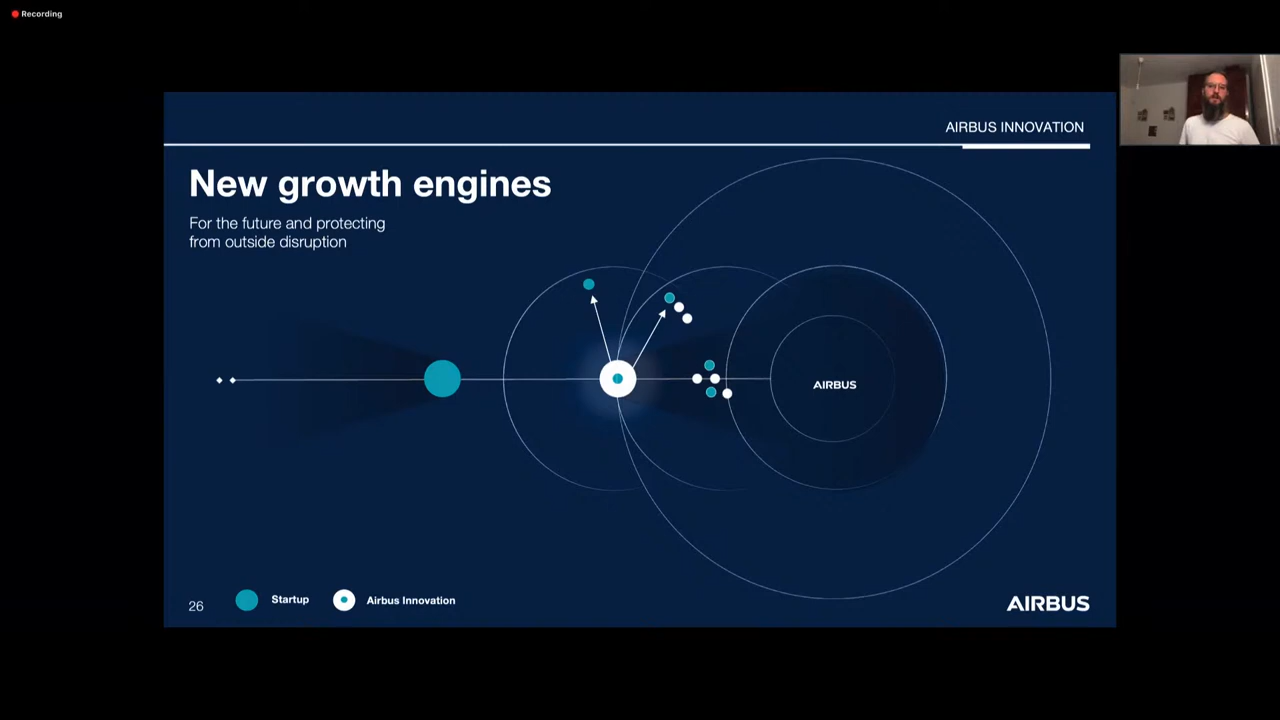 Recording
AIRBUS INNOVATION
New growth engines
For the future and protecting
from outside disruption
AIRBUS
26
Startup
Airbus Innovation
AIRBUS